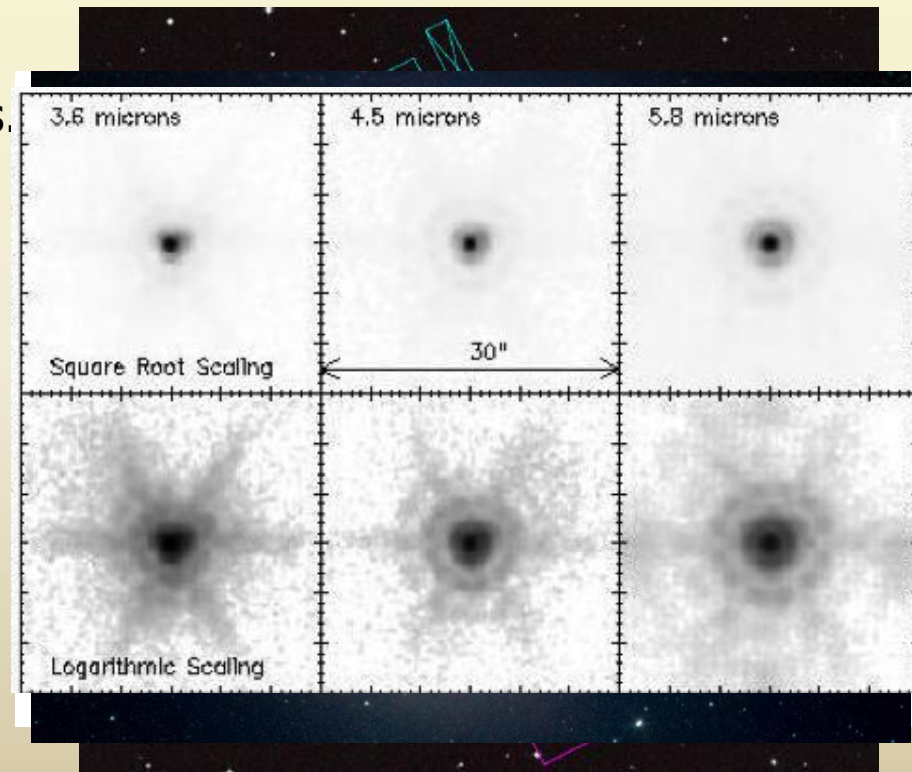 s.
3.6 microns
4.5 microns
5.8 microns
Square Root Scaling
30"
Logarithmic Scaling